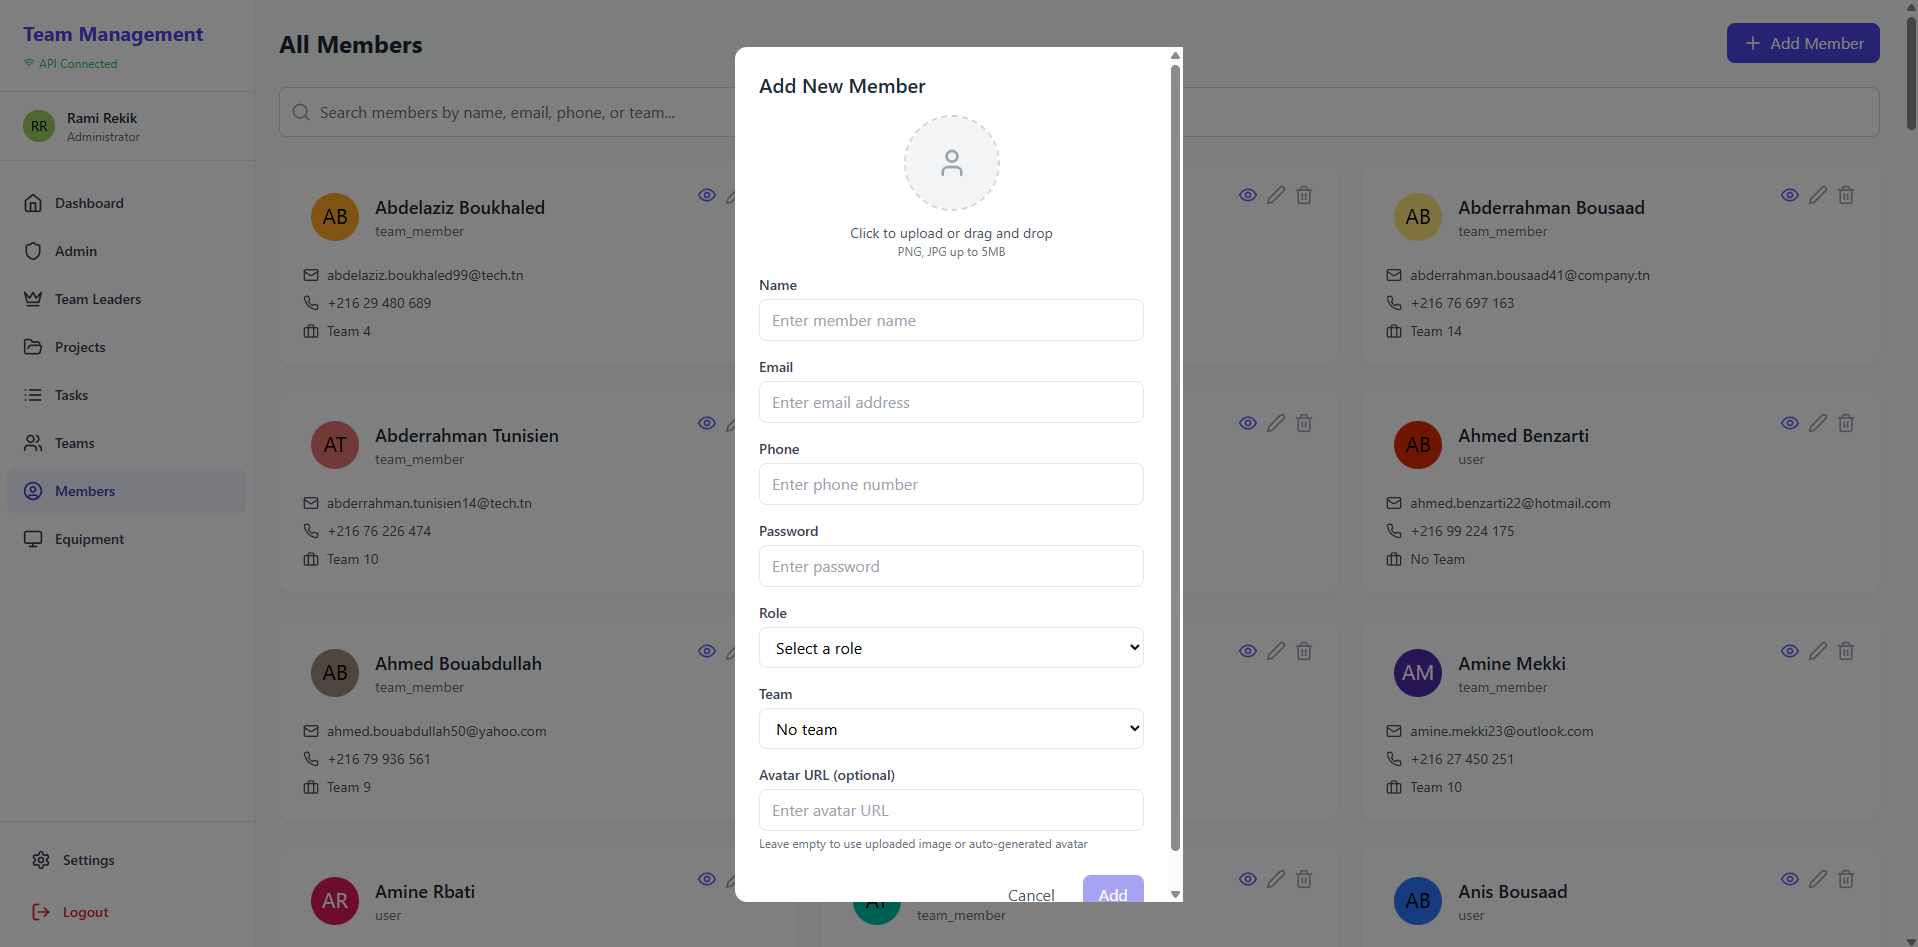 Team Management
API Connected
RR
Rami Rekik
Administrator
Dashboard
Admin
Team Leaders
Projects
Tasks
Teams
Members
Equipment
Settings
Logout
All Members
Add Member
Search members by name, email, phone, or team...
AB
Abdelaziz Boukhaled
team_member
abdelaziz.boukhaled99@tech.tn
+216 29 480 689
Team 4
AB
Abderrahman Bousaad
team_member
abderrahman.bousaad41@company.tn
+216 76 697 163
Team 14
AT
Abderrahman Tunisien
team_member
abderrahman.tunisien14@tech.tn
+216 76 226 474
Team 10
AB
Ahmed Benzarti
user
ahmed.benzarti22@hotmail.com
+216 99 224 175
No Team
AB
Ahmed Bouabdullah
team_member
ahmed.bouabdullah50@yahoo.com
+216 79 936 561
Team 9
AM
Amine Mekki
team_member
amine.mekki23@outlook.com
+216 27 450 251
Team 10
AR
Amine Rbati
user
team_member
AB
Anis Bousaad
user
Add New Member
Click to upload or drag and drop
PNG, JPG up to 5MB
Name
Enter member name
Email
Enter email address
Phone
Enter phone number
Password
Enter password
Role
Select a role
Team
No team
Avatar URL (optional)
Enter avatar URL
Leave empty to use uploaded image or auto-generated avatar
Cancel
Add